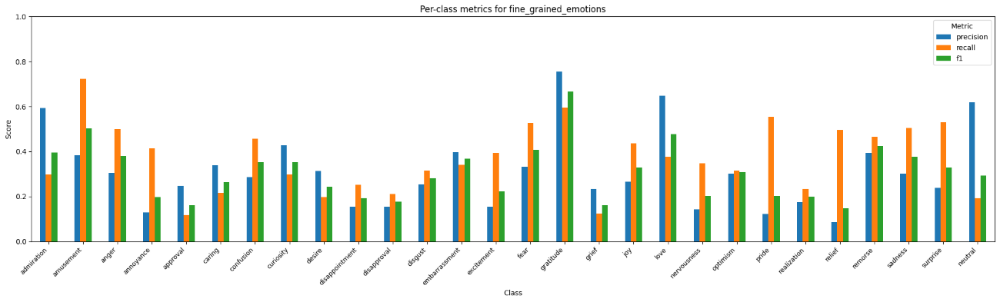 Per-class metrics for fine_grained_emotions
1.0
0.8
0.6
0.4
0.2
0.0
Score
Metric
precision
recall
f1
admiration
amusement
anger
annoyance
approval
caring
confusion
curiosity
desire
disappointment
disapproval
disgust
embarrassment
excitement
fear
gratitude
grief
joy
love
nervousness
optimism
pride
realization
relief
remorse
sadness
surprise
neutral
Class